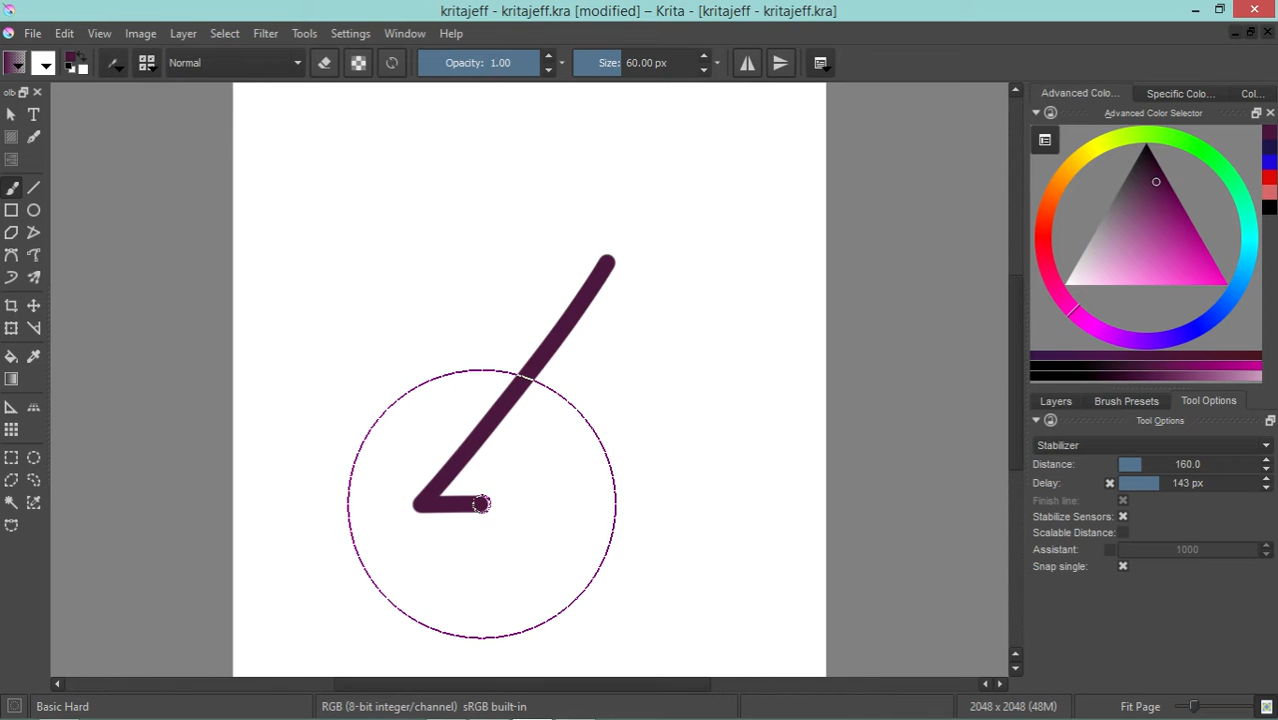 kritajeff - kritajeff.kra [modified] – Krita - [kritajeff - kritajeff.kra]
File Edit View Image Layer Select Filter Tools Settings Window Help
Normal Opacity: 1.00 Size: 60.00 px
olb
Advanced Colo... Specific Colo... Col...
Advanced Color Selector
Layers Brush Presets Tool Options
Tool Options
Stabilizer
Distance: 160.0
Delay: 143 px
Finish line:
Stabilize Sensors:
Scalable Distance:
Assistant: 1000
Snap single:
Basic Hard RGB (8-bit integer/channel) sRGB built-in 2048 x 2048 (48M) Fit Page